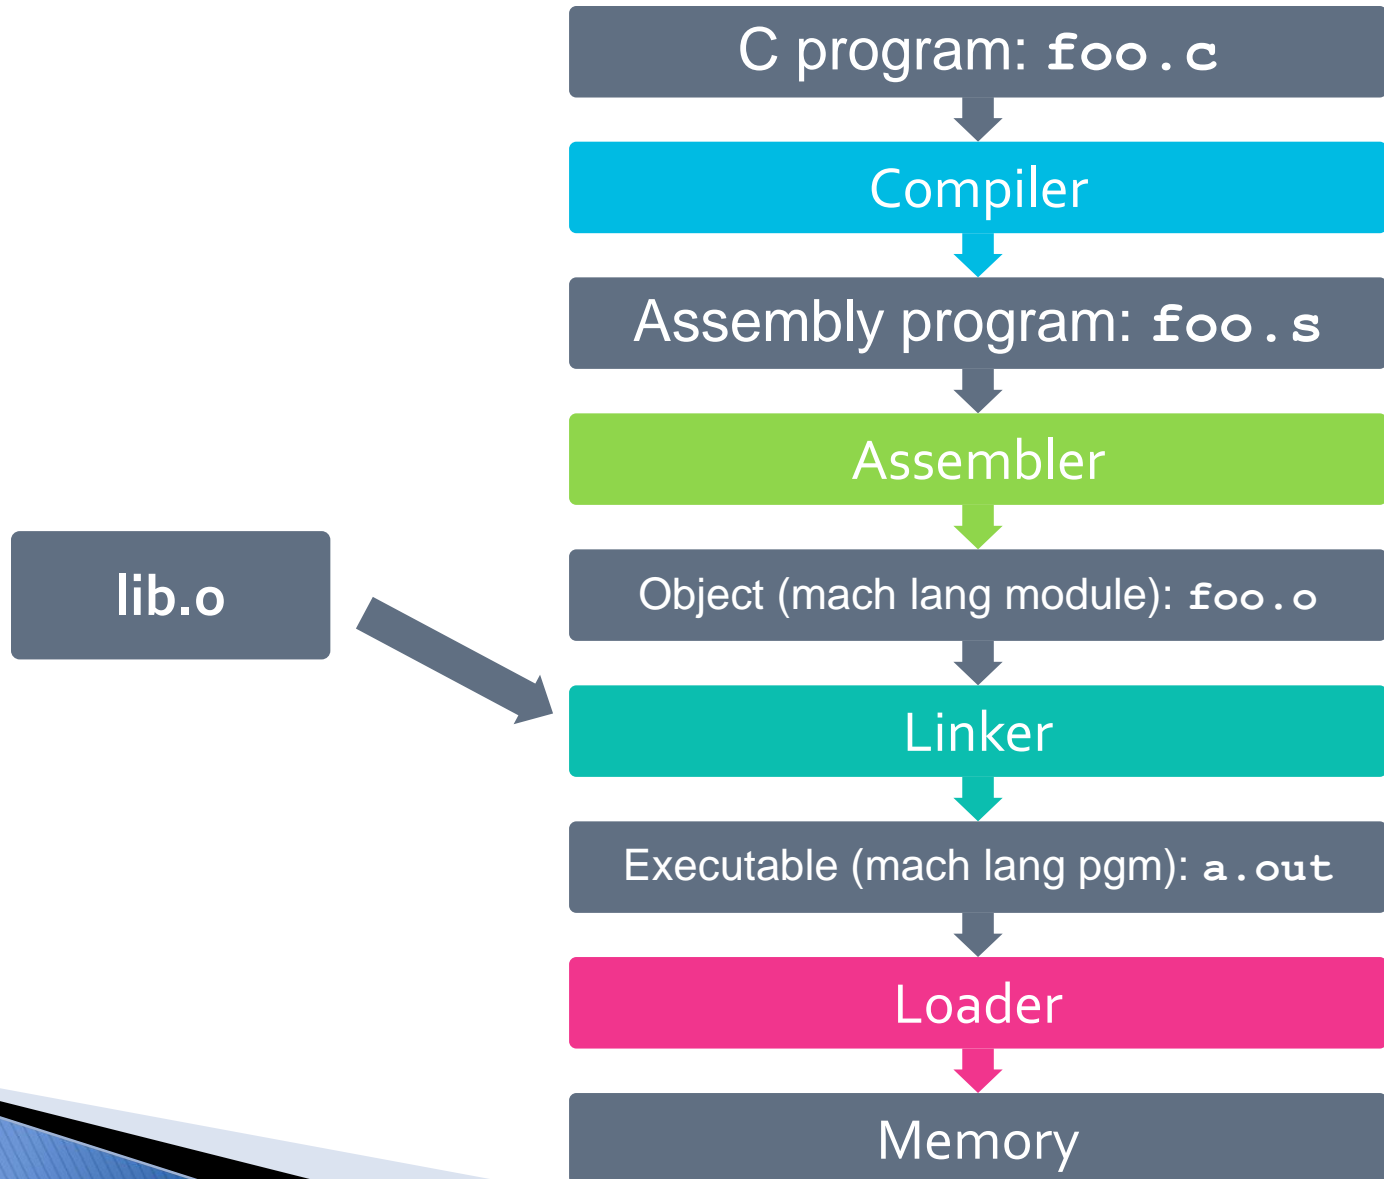 C program: foo.c
Compiler
Assembly program: foo.s
Assembler
lib.o
Object (mach lang module): foo.o
Linker
Executable (mach lang pgm): a.out
Loader
Memory